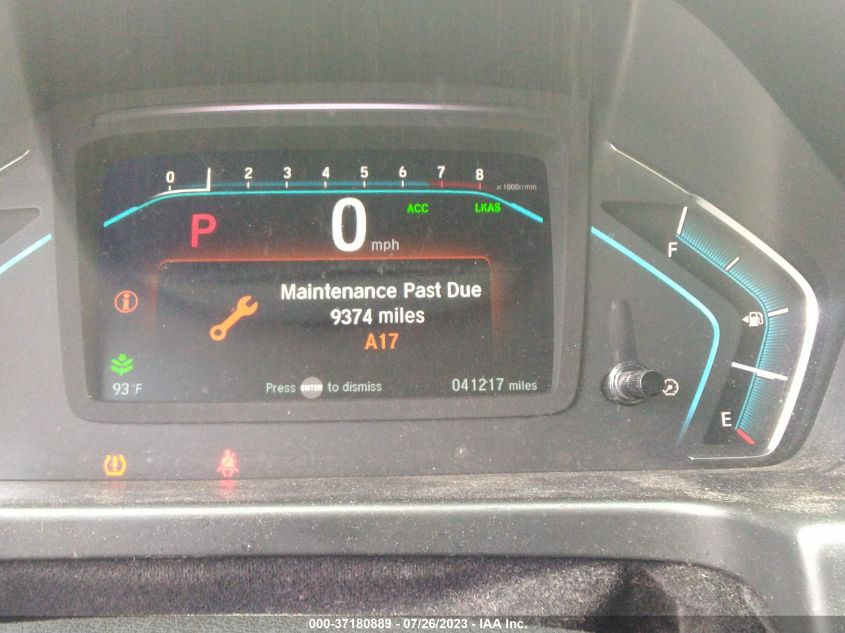 0 2 3 4 5 6 7 8 x 1000r/min
P 0 mph ACC LKAS
F
Maintenance Past Due
9374 miles
A17
93°F
Press ENTER to dismiss
041217 miles
E
000-37180889 - 07/26/2023 - IAA Inc.